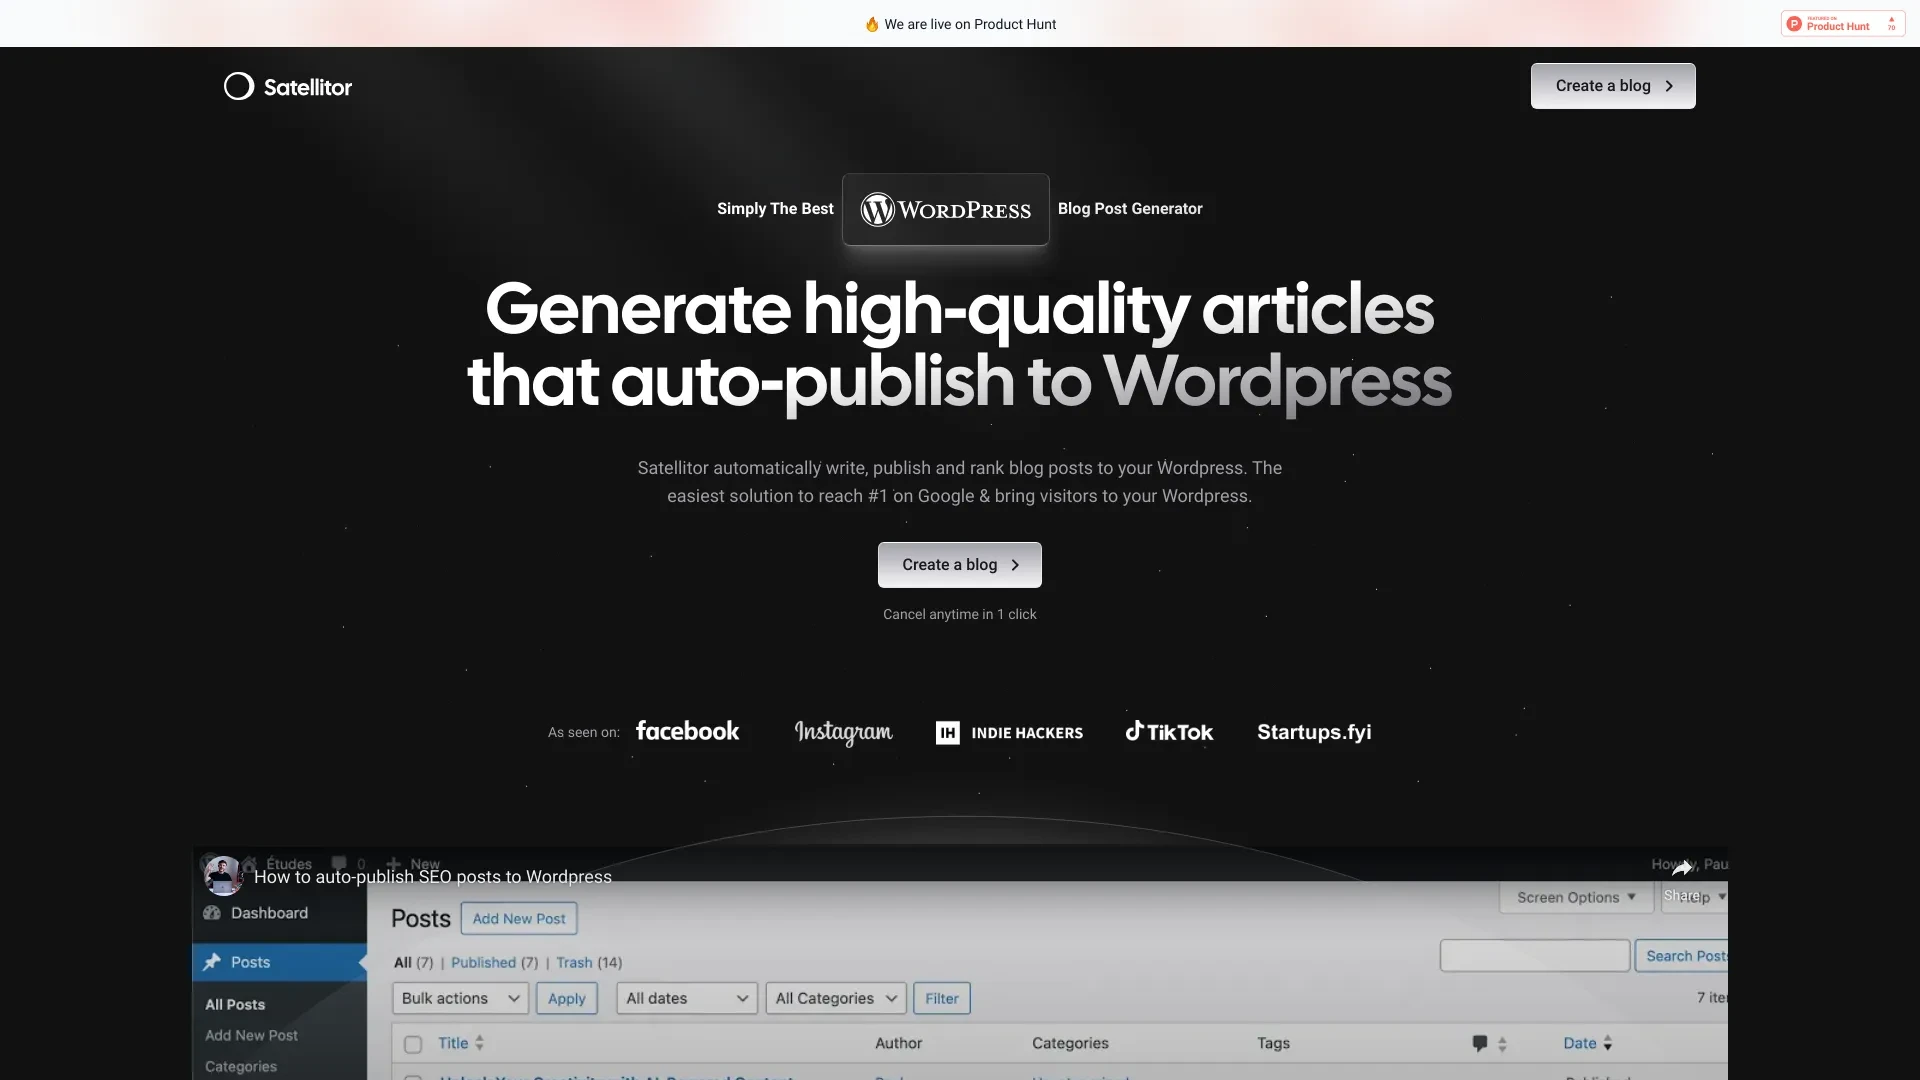 🔥 We are live on Product Hunt
FEATURED ON
Product Hunt
70
Satellitor
Create a blog
Simply The Best
WORDPRESS
Blog Post Generator
Generate high-quality articles
that auto-publish to Wordpress
Satellitor automatically write, publish and rank blog posts to your Wordpress. The
easiest solution to reach #1 on Google & bring visitors to your Wordpress.
Create a blog
Cancel anytime in 1 click
As seen on:
facebook
Instagram
IH INDIE HACKERS
TikTok
Startups.fyi
Études 0 New
How to auto-publish SEO posts to Wordpress
Share
Dashboard
Screen Options
Posts
Add New Post
Posts
All (7) | Published (7) | Trash (14)
Search Posts
Bulk actions
Apply
All dates
All Categories
Filter
All Posts
Add New Post
Categories
Title
Author
Categories
Tags
Date